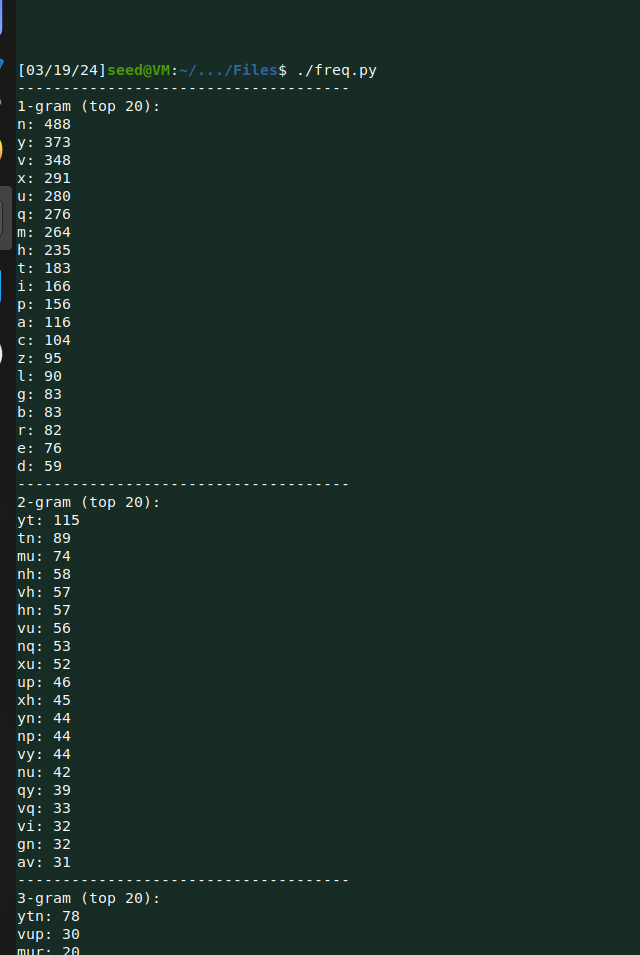 [03/19/24]seed@VM:~/.../Files$ ./freq.py
-------------------------------------
1-gram (top 20):
n: 488
y: 373
v: 348
x: 291
u: 280
q: 276
m: 264
h: 235
t: 183
i: 166
p: 156
a: 116
c: 104
z: 95
l: 90
g: 83
b: 83
r: 82
e: 76
d: 59
-------------------------------------
2-gram (top 20):
yt: 115
tn: 89
mu: 74
nh: 58
vh: 57
hn: 57
vu: 56
nq: 53
xu: 52
up: 46
xh: 45
yn: 44
np: 44
vy: 44
nu: 42
qy: 39
vq: 33
vi: 32
gn: 32
av: 31
-------------------------------------
3-gram (top 20):
ytn: 78
vup: 30
mur: 20